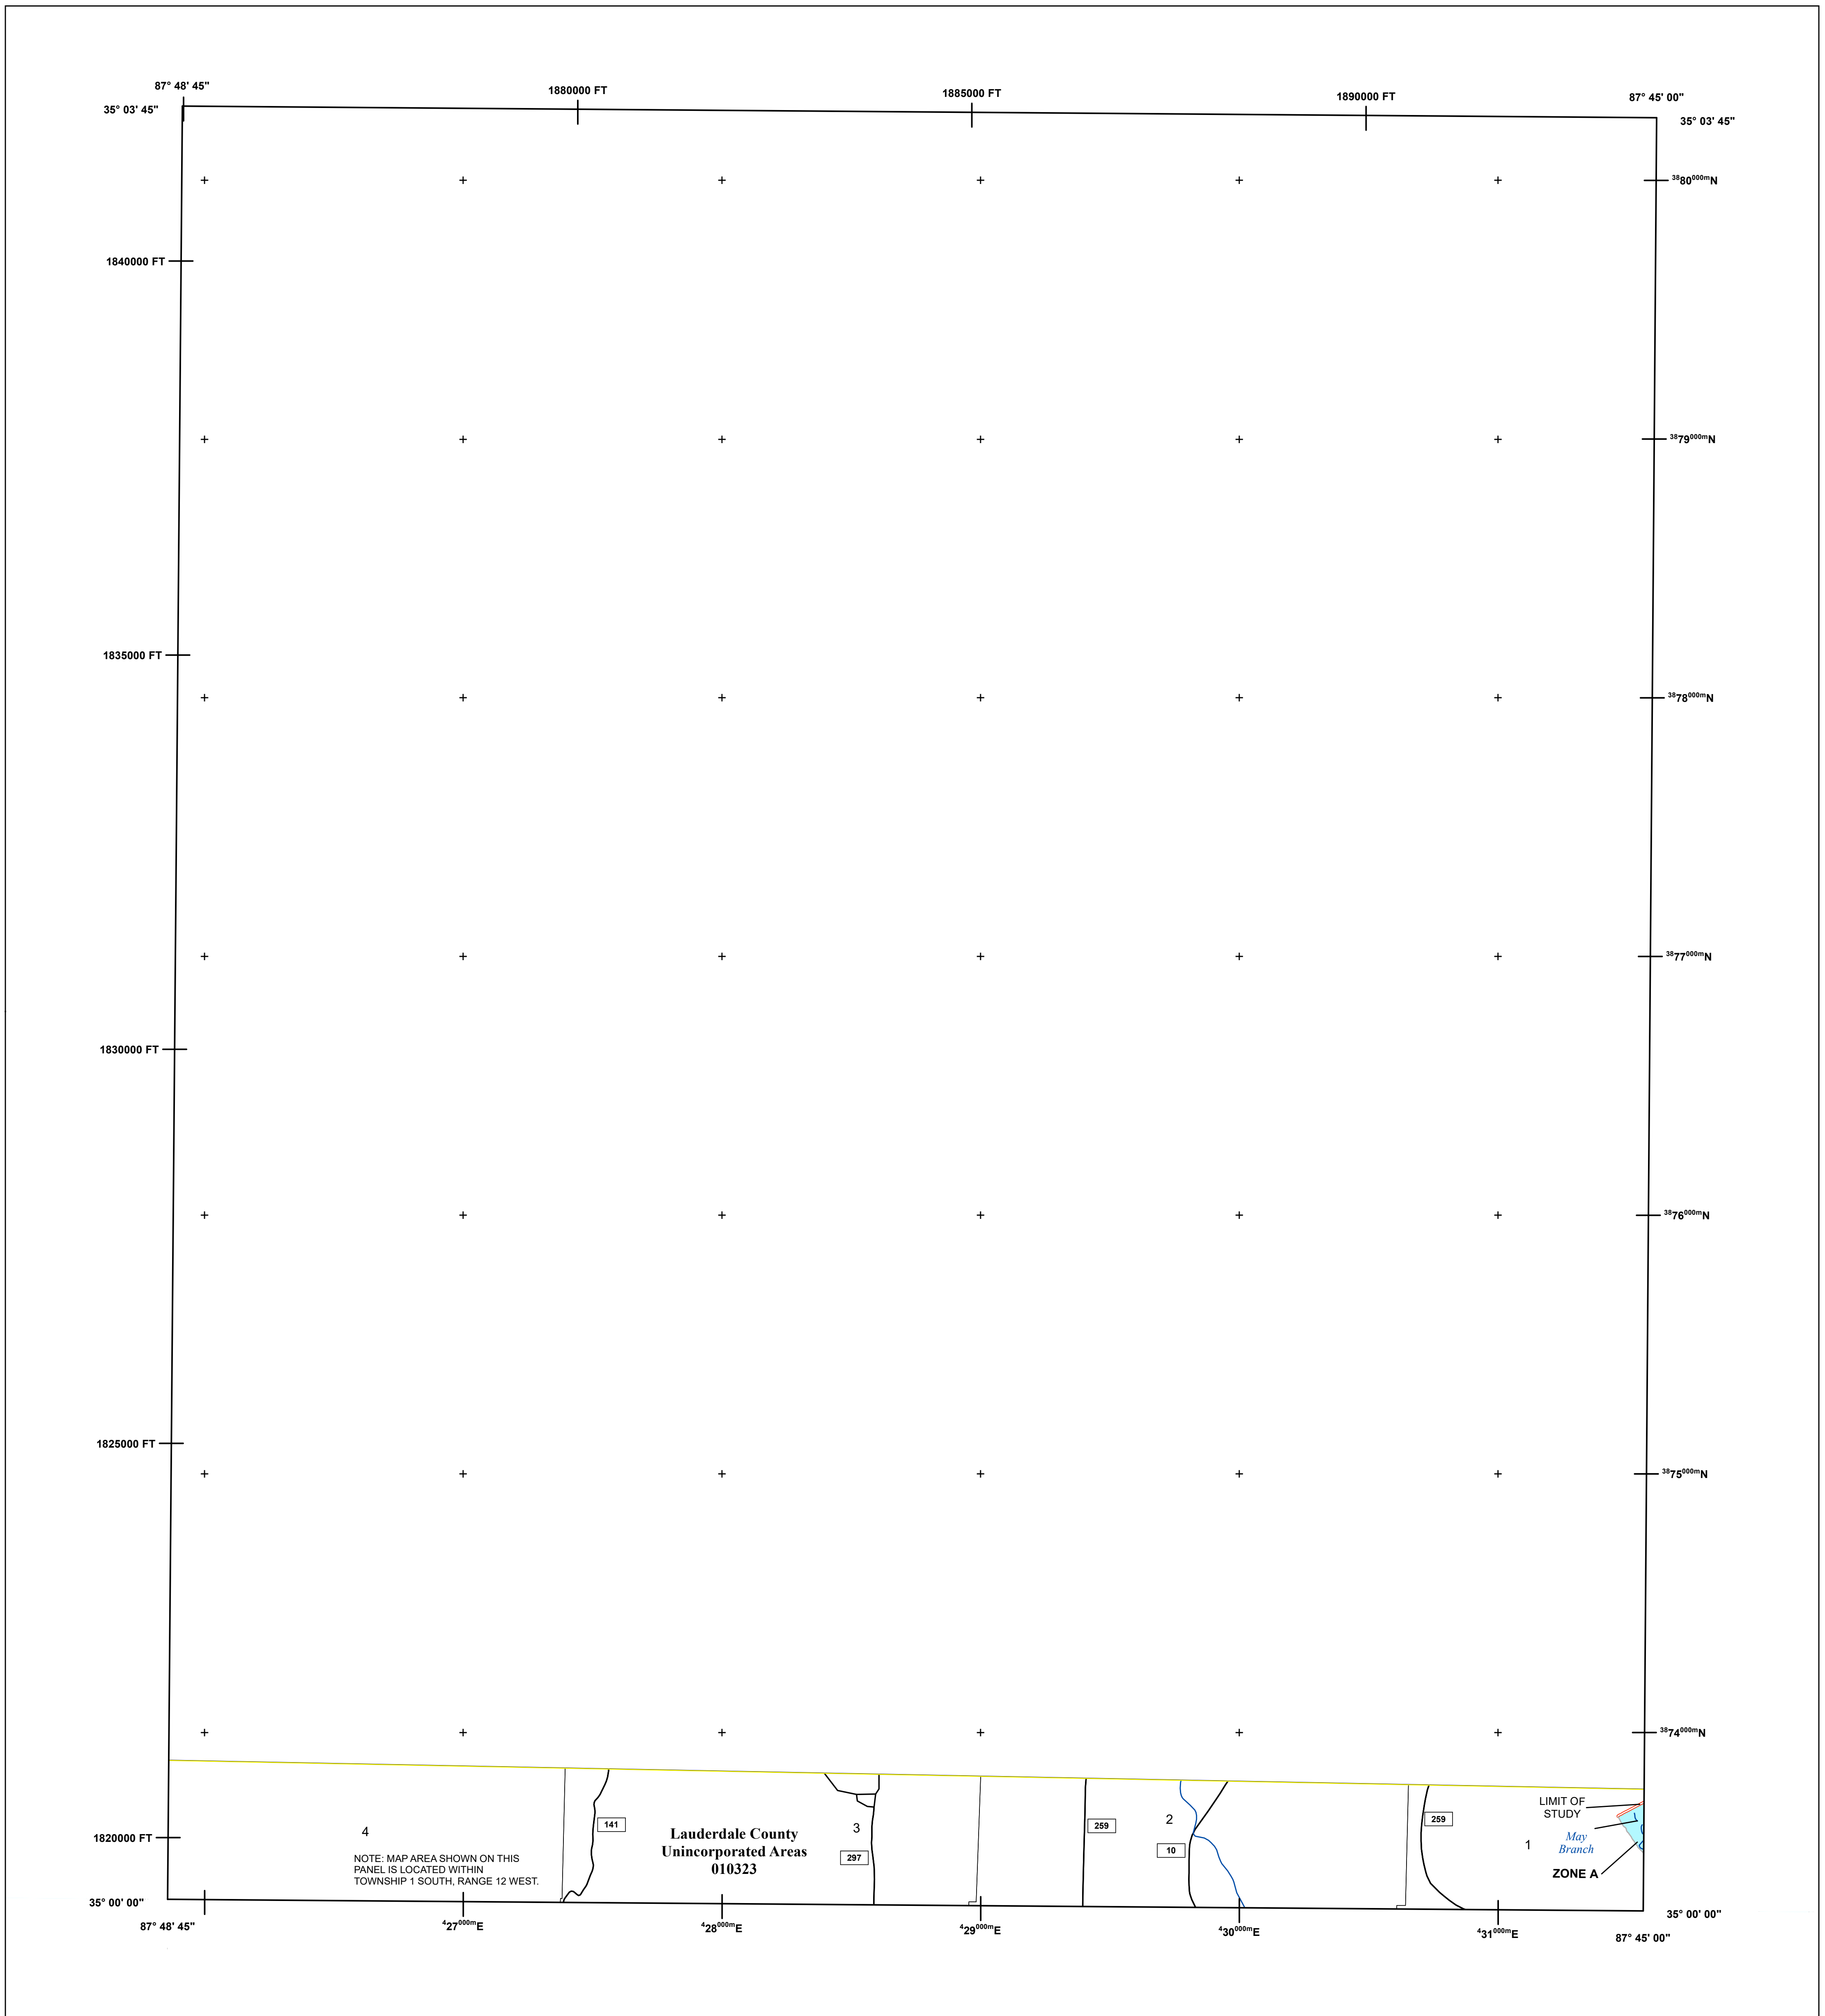 87° 48' 45"
1880000 FT
1885000 FT
1890000 FT
87° 45' 00"
35° 03' 45"
35° 03' 45"
3880000mN
1840000 FT
3879000mN
1835000 FT
3878000mN
3877000mN
1830000 FT
3876000mN
1825000 FT
3875000mN
3874000mN
LIMIT OF
STUDY
May
Branch
ZONE A
1820000 FT
4
NOTE: MAP AREA SHOWN ON THIS
PANEL IS LOCATED WITHIN
TOWNSHIP 1 SOUTH, RANGE 12 WEST.
141
Lauderdale County
Unincorporated Areas
010323
3
297
259
2
10
259
1
35° 00' 00"
35° 00' 00"
87° 48' 45"
427000mE
428000mE
429000mE
430000mE
431000mE
87° 45' 00"